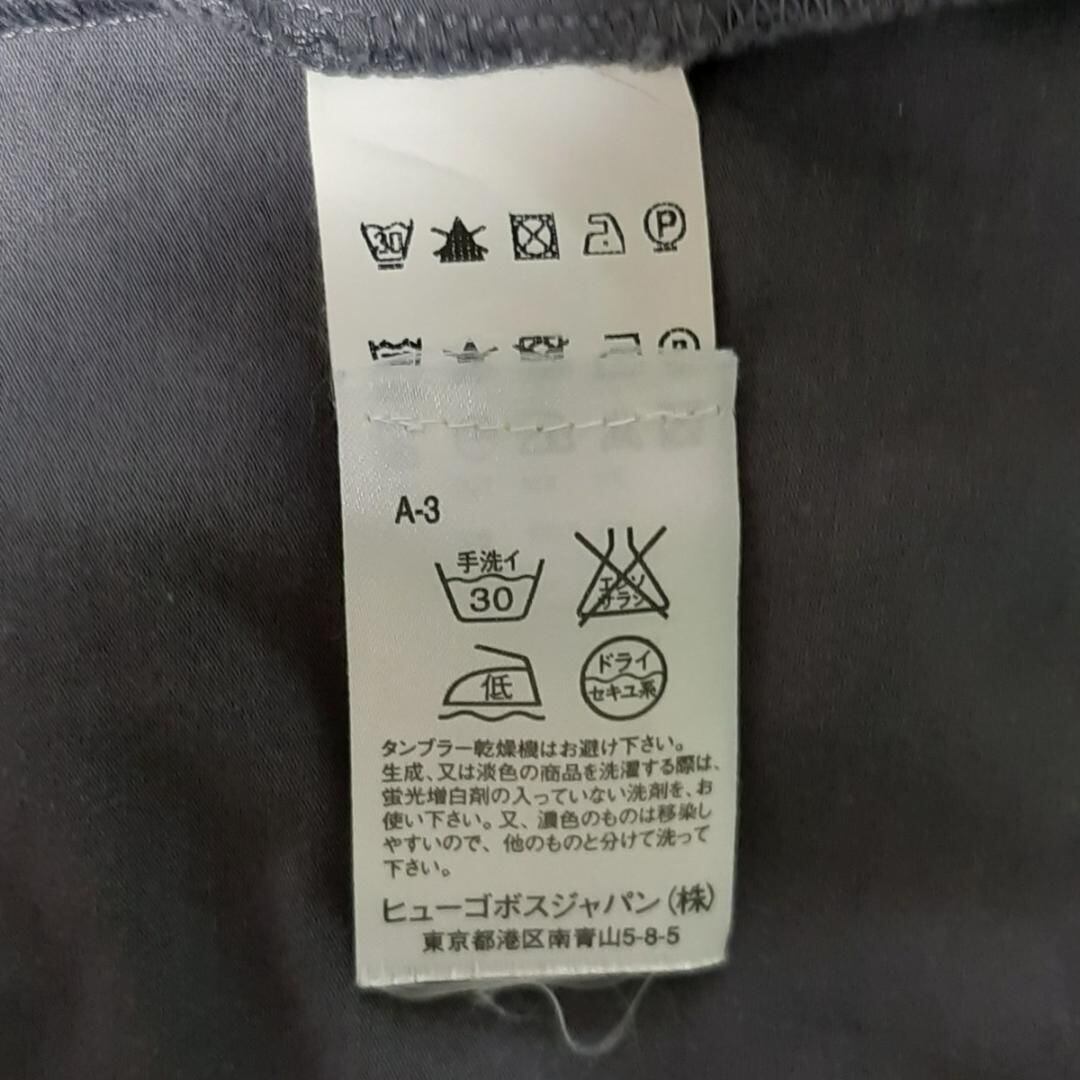 30
P
A-3
手洗イ
30
エンソ
サラシ
低
ドライ
セキユ系
タンブラー乾燥機はお避け下さい。
生成、又は淡色の商品を洗濯する際は、
蛍光増白剤の入っていない洗剤を、お
使い下さい。又、濃色のものは移染し
やすいので、他のものと分けて洗って
下さい。
ヒューゴボスジャパン(株)
東京都港区南青山5-8-5